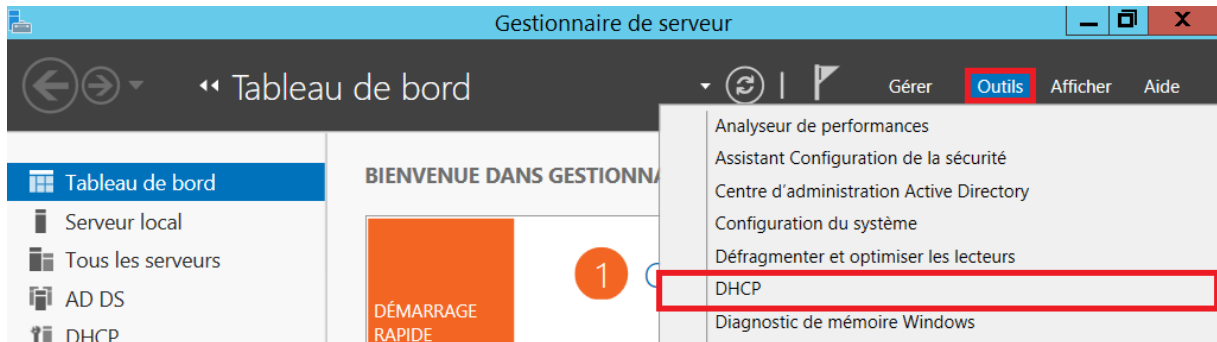 Gestionnaire de serveur
Tableau de bord
Gérer Outils Afficher Aide
Analyseur de performances
Assistant Configuration de la sécurité
Centre d'administration Active Directory
Configuration du système
Défragmenter et optimiser les lecteurs
DHCP
Diagnostic de mémoire Windows
Tableau de bord
Serveur local
Tous les serveurs
AD DS
DHCP
BIENVENUE DANS GESTIONNA
DÉMARRAGE
RAPIDE
1